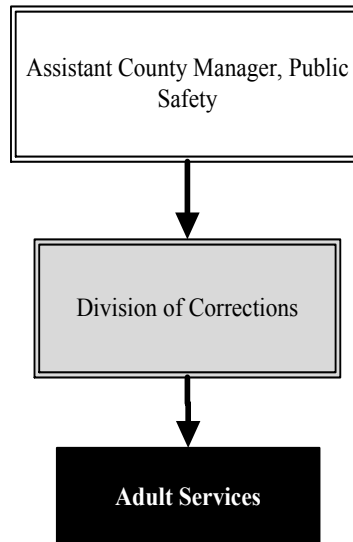 Assistant County Manager, Public
Safety
Division of Corrections
Adult Services